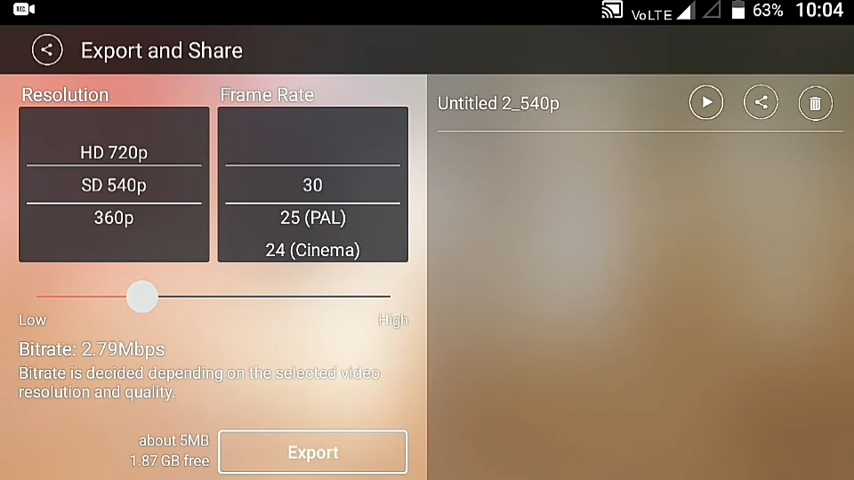 VoLTE 63% 10:04
Export and Share
Resolution
Frame Rate
HD 720p
SD 540p
360p
30
25 (PAL)
24 (Cinema)
Low
High
Bitrate: 2.79Mbps
Bitrate is decided depending on the selected video
resolution and quality.
about 5MB
1.87 GB free
Export
Untitled 2_540p